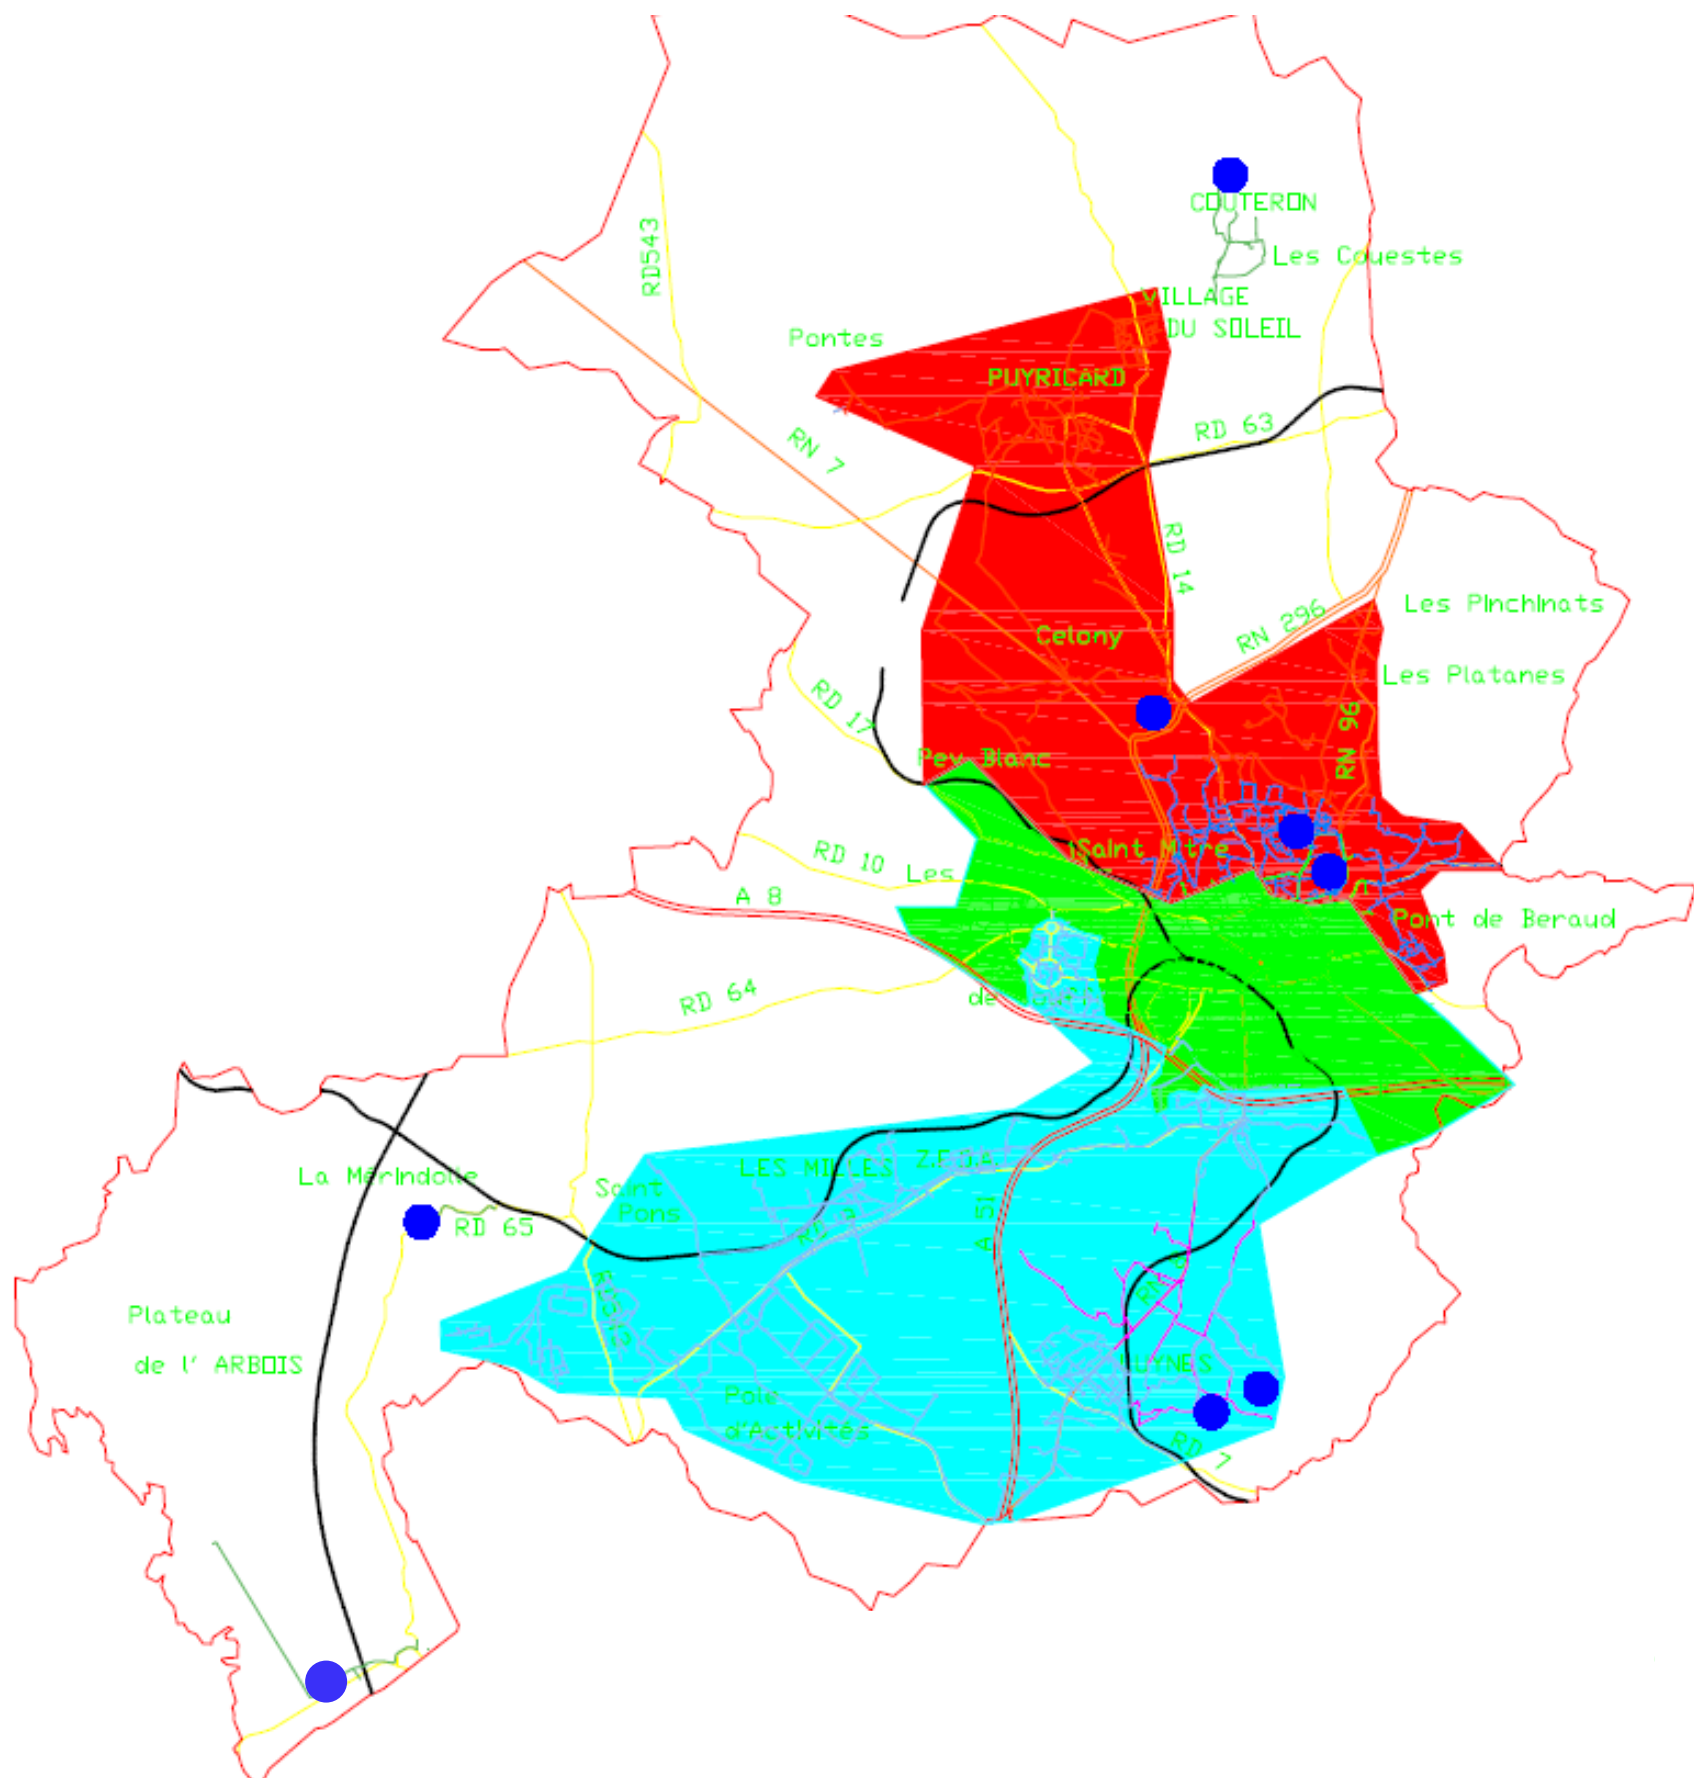 COUTERON
Les Couestes
RD543
VILLAGE
DU SOLEIL
Pontes
PUYRICARD
RD 63
RN 7
RD 14
Les PInchInats
RN 296
Celony
Les Platanes
RD 17
RN 96
Pey Blanc
SaInt Mitre
RD 10
Les
A 8
Pont de Beraud
RD 64
de
La MérIndolle
LES MILLES
SaInt
Pons
RD 65
A 51
Plateau
de l' ARBOIS
Pole
d'ActIvItés
RD 7